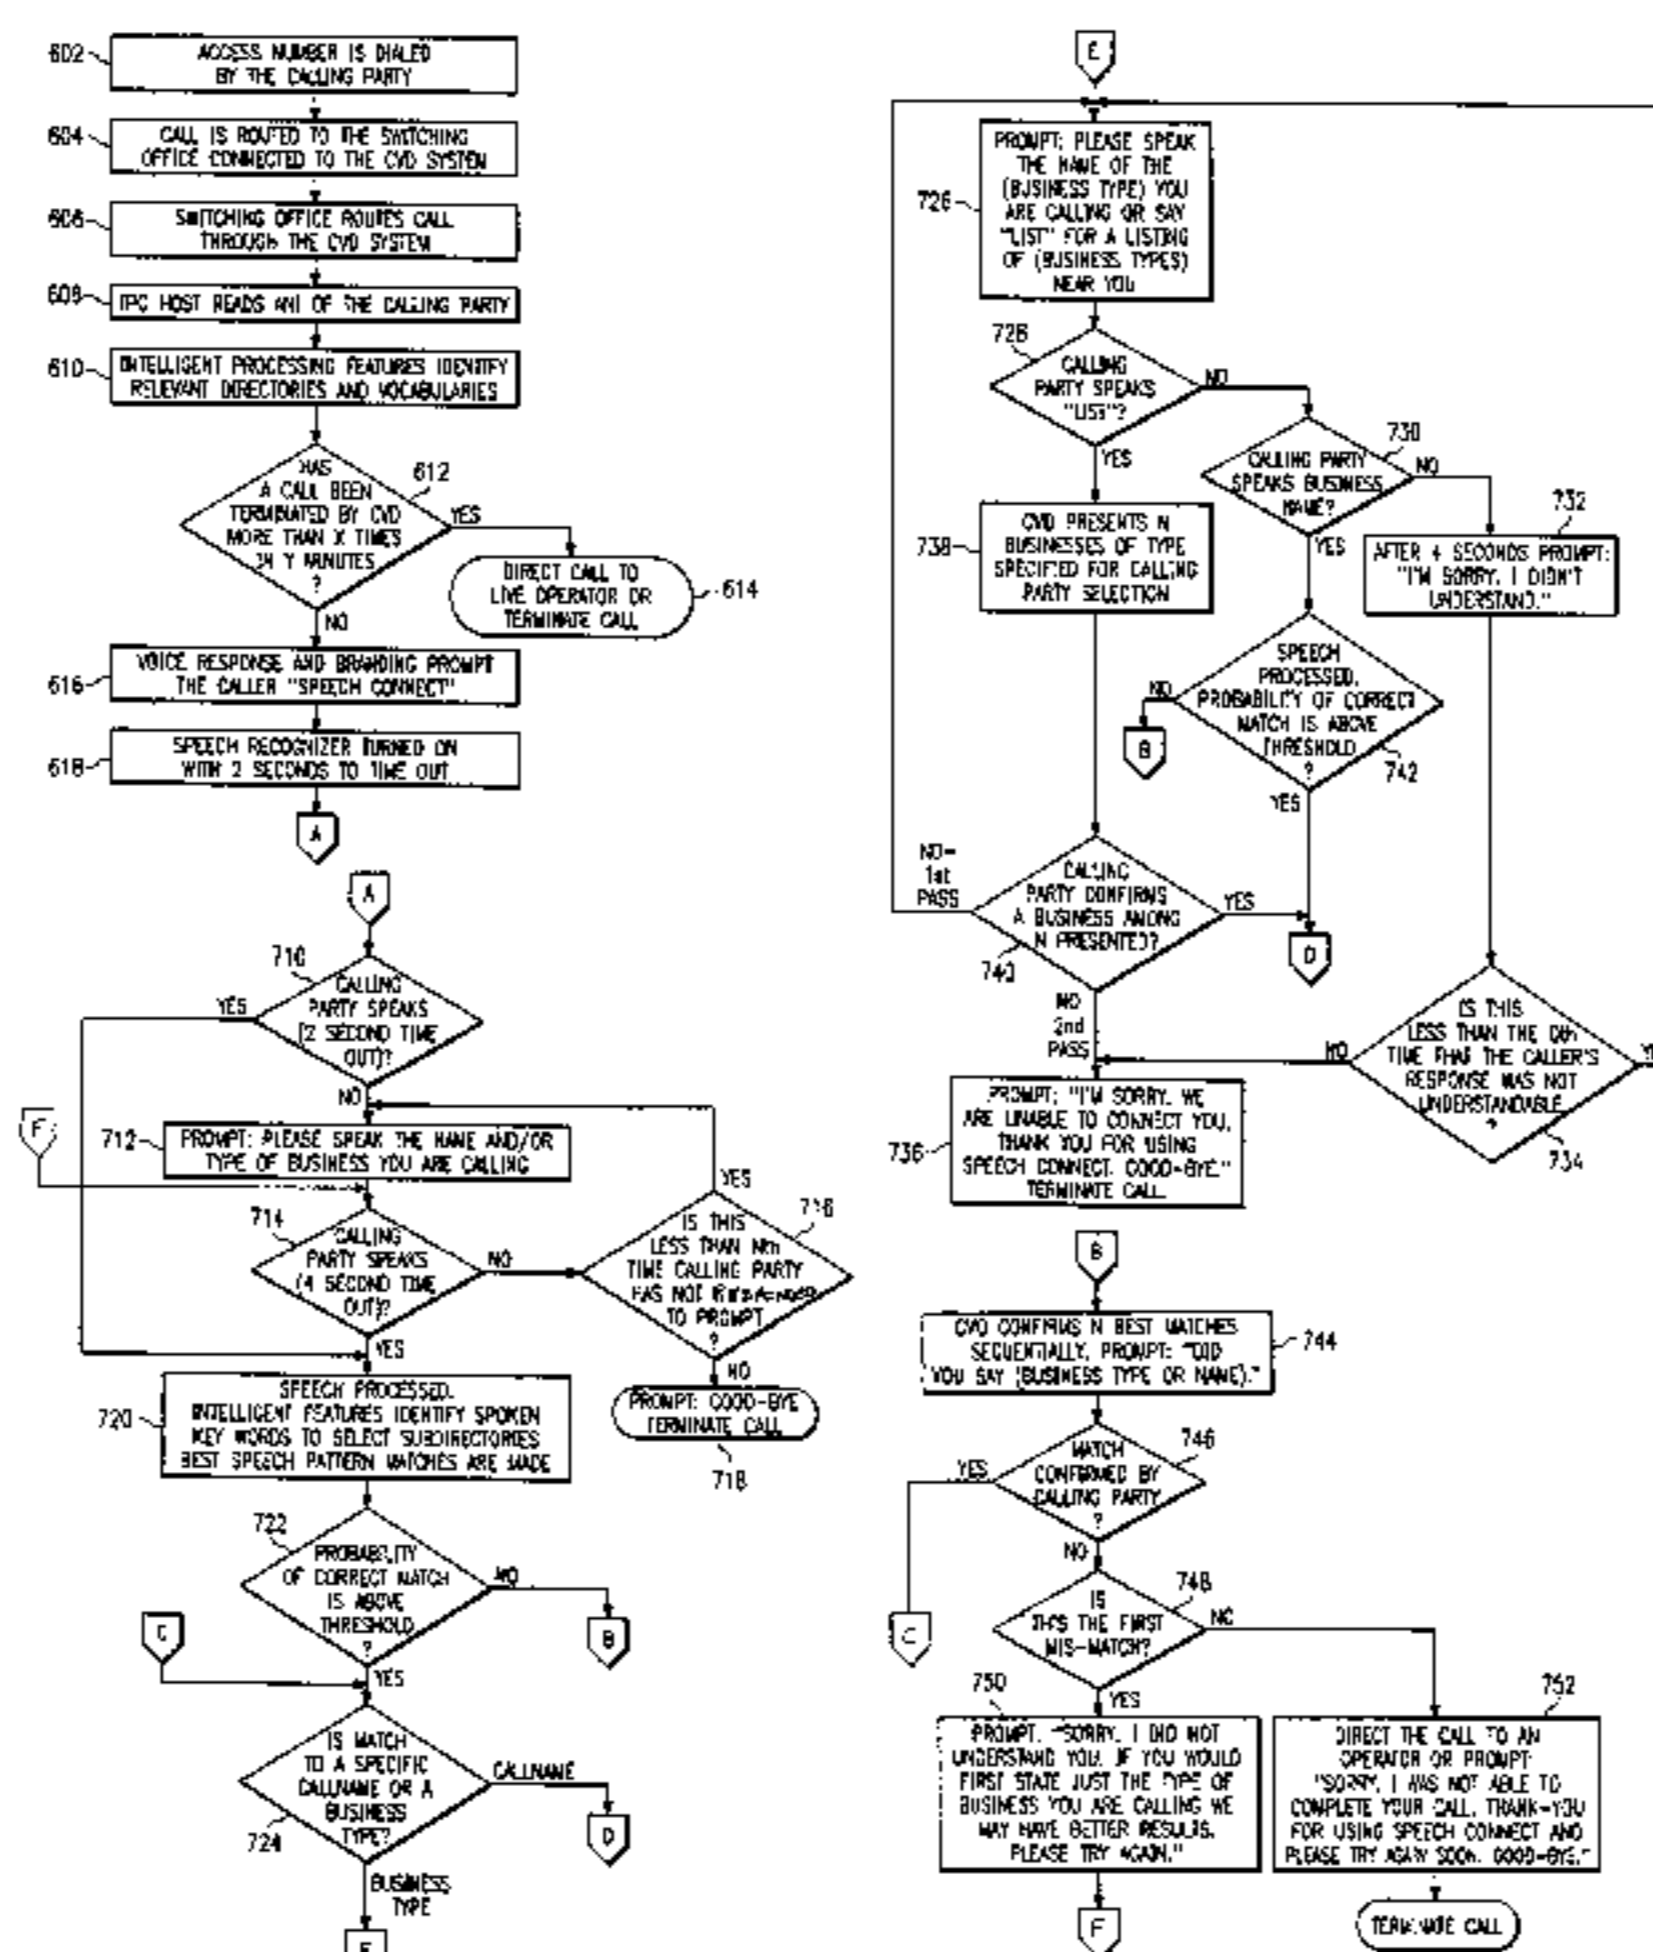 602
ACCESS NUMBER IS DIALED
BY THE CALLING PARTY
604
CALL IS ROUTED TO THE SWITCHING
OFFICE CONNECTED TO THE CVD SYSTEM
606
SWITCHING OFFICE ROUTES CALL
THROUGH THE CVD SYSTEM
608
TPC HOST READS ANI OF THE CALLING PARTY
610
INTELLIGENT PROCESSING FEATURES IDENTIFY
RELEVANT DIRECTORIES AND VOCABULARIES
HAS
A CALL BEEN
TERMINATED BY CVD
MORE THAN X TIMES
IN Y MINUTES
?
612
YES
DIRECT CALL TO
LIVE OPERATOR OR
TERMINATE CALL
614
NO
616
VOICE RESPONSE AND BRANDING PROMPT
THE CALLER "SPEECH CONNECT"
618
SPEECH RECOGNIZER TURNED ON
WITH 2 SECONDS TO TIME OUT
A
A
710
CALLING
PARTY SPEAKS
(2 SECOND TIME
OUT)?
YES
NO
F
712
PROMPT: PLEASE SPEAK THE NAME AND/OR
TYPE OF BUSINESS YOU ARE CALLING
714
CALLING
PARTY SPEAKS
(4 SECOND TIME
OUT)?
NO
YES
YES
716
IS THIS
LESS THAN Nth
TIME CALLING PARTY
HAS NOT RESPONDED
TO PROMPT
?
NO
PROMPT: GOOD-BYE
TERMINATE CALL
718
720
SPEECH PROCESSED.
INTELLIGENT FEATURES IDENTIFY SPOKEN
KEY WORDS TO SELECT SUBDIRECTORIES
BEST SPEECH PATTERN MATCHES ARE MADE
722
PROBABILITY
OF CORRECT MATCH
IS ABOVE
THRESHOLD
?
NO
B
C
YES
IS MATCH
TO A SPECIFIC
CALLNAME OR A
BUSINESS
TYPE?
724
CALLNAME
D
BUSINESS
TYPE
E
E
726
PROMPT: PLEASE SPEAK
THE NAME OF THE
(BUSINESS TYPE) YOU
ARE CALLING OR SAY
"LIST" FOR A LISTING
OF (BUSINESS TYPES)
NEAR YOU
728
CALLING
PARTY SPEAKS
"LIST"?
NO
YES
730
CALLING PARTY
SPEAKS BUSINESS
NAME?
NO
YES
732
AFTER 4 SECONDS PROMPT:
"I'M SORRY. I DIDN'T
UNDERSTAND."
738
CVD PRESENTS N
BUSINESSES OF TYPE
SPECIFIED FOR CALLING
PARTY SELECTION
SPEECH
PROCESSED.
PROBABILITY OF CORRECT
MATCH IS ABOVE
THRESHOLD
?
742
NO
B
YES
NO-
1st
PASS
CALLING
PARTY CONFIRMS
A BUSINESS AMONG
N PRESENTED?
740
YES
D
NO
2nd
PASS
IS THIS
LESS THAN THE Qth
TIME THAT THE CALLER'S
RESPONSE WAS NOT
UNDERSTANDABLE
?
734
NO
736
PROMPT: "I'M SORRY. WE
ARE UNABLE TO CONNECT YOU.
THANK YOU FOR USING
SPEECH CONNECT. GOOD-BYE."
TERMINATE CALL
B
CVD CONFIRMS N BEST MATCHES
SEQUENTIALLY. PROMPT: "DID
YOU SAY (BUSINESS TYPE OR NAME)."
744
MATCH
CONFIRMED BY
CALLING PARTY
?
746
YES
NO
C
IS
THIS THE FIRST
MIS-MATCH?
748
NO
YES
750
PROMPT: "SORRY. I DID NOT
UNDERSTAND YOU. IF YOU WOULD
FIRST STATE JUST THE TYPE OF
BUSINESS YOU ARE CALLING WE
MAY HAVE BETTER RESULTS.
PLEASE TRY AGAIN."
F
752
DIRECT THE CALL TO AN
OPERATOR OR PROMPT
"SORRY. I WAS NOT ABLE TO
COMPLETE YOUR CALL. THANK-YOU
FOR USING SPEECH CONNECT AND
PLEASE TRY AGAIN SOON. GOOD-BYE."
TERMINATE CALL